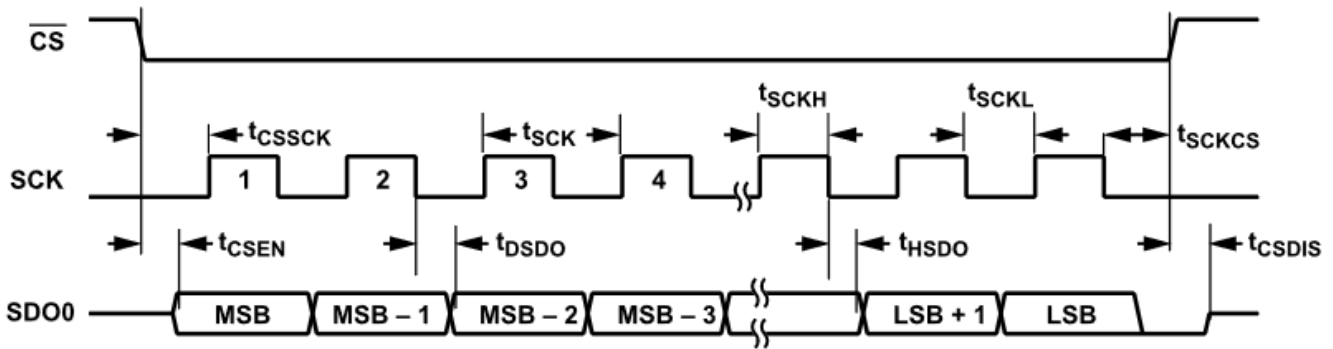 CS
tSCKH tSCKL
tCSSCK tSCK tSCKCS
SCK 1 2 3 4
tCSEN tDSDO tHSDO tCSDIS
SDO0 MSB MSB – 1 MSB – 2 MSB – 3 LSB + 1 LSB